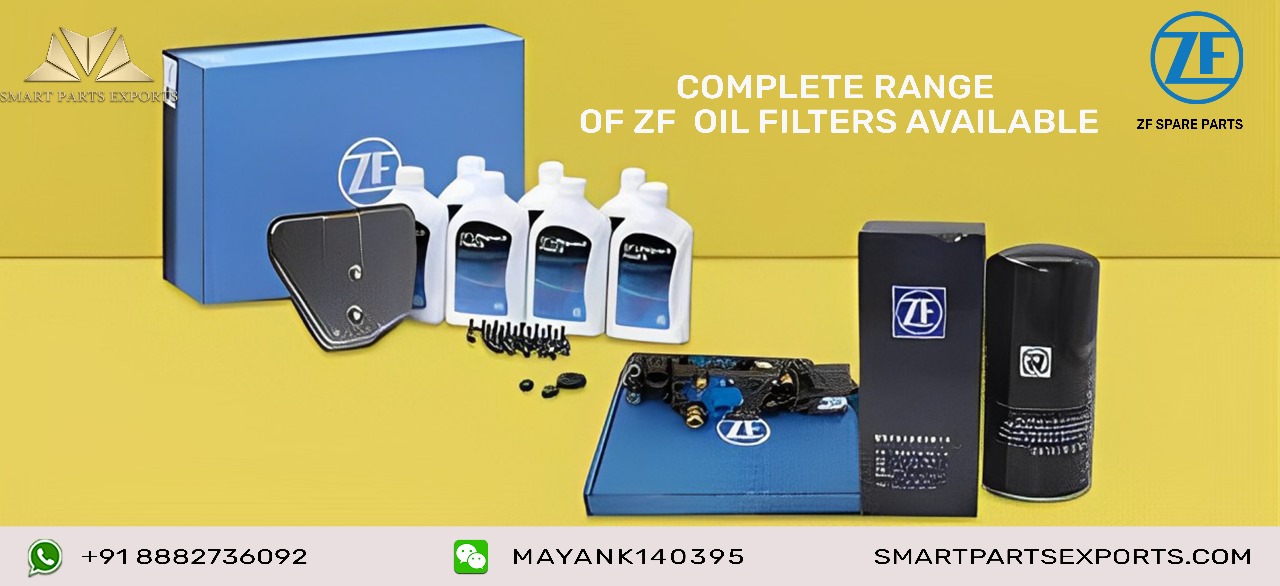 SMART PARTS EXPORTS
COMPLETE RANGE
OF ZF OIL FILTERS AVAILABLE
ZF
ZF SPARE PARTS
ZF
ZF
ZF
+91 8882736092
MAYANK140395
SMARTPARTSEXPORTS.COM